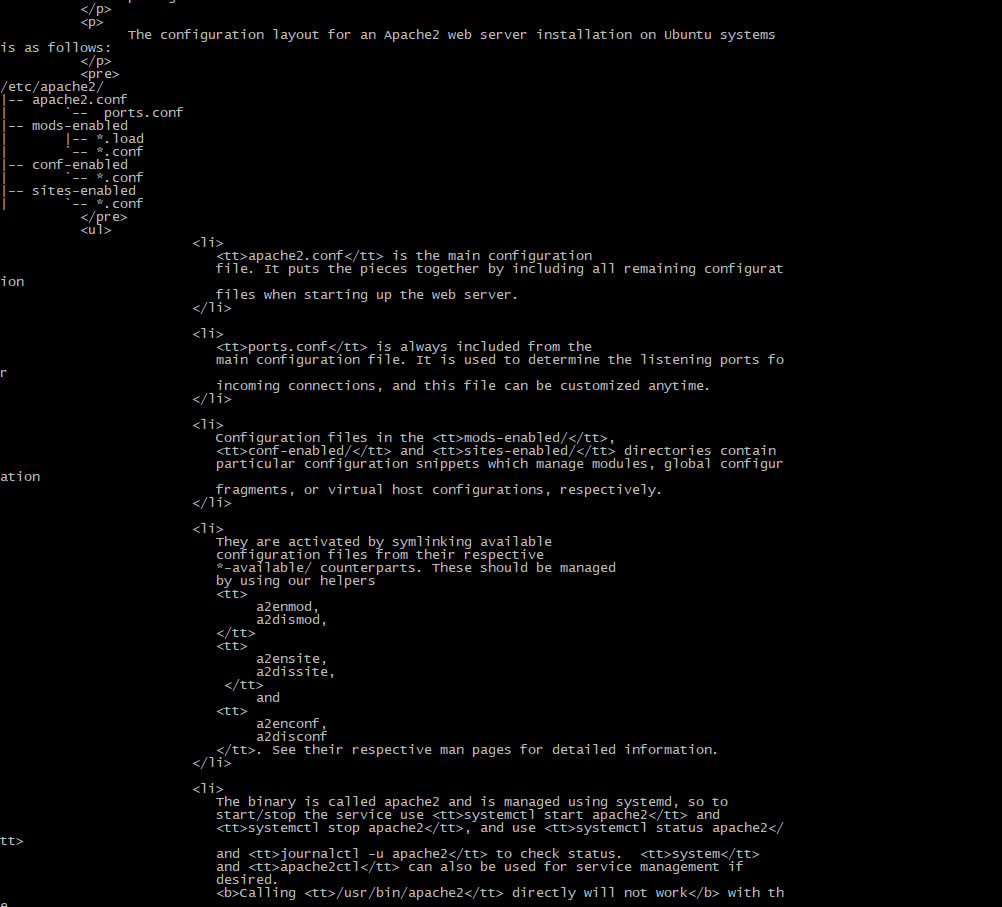 </p>
<p>
The configuration layout for an Apache2 web server installation on Ubuntu systems
is as follows:
</p>
<pre>
/etc/apache2/
|-- apache2.conf
|       `--  ports.conf
|-- mods-enabled
|       |-- *.load
|       `-- *.conf
|-- conf-enabled
|       `-- *.conf
|-- sites-enabled
|       `-- *.conf
</pre>
<ul>
<li>
<tt>apache2.conf</tt> is the main configuration
file. It puts the pieces together by including all remaining configurat
ion
files when starting up the web server.
</li>
<li>
<tt>ports.conf</tt> is always included from the
main configuration file. It is used to determine the listening ports fo
r
incoming connections, and this file can be customized anytime.
</li>
<li>
Configuration files in the <tt>mods-enabled/</tt>,
<tt>conf-enabled/</tt> and <tt>sites-enabled/</tt> directories contain
particular configuration snippets which manage modules, global configur
ation
fragments, or virtual host configurations, respectively.
</li>
<li>
They are activated by symlinking available
configuration files from their respective
*-available/ counterparts. These should be managed
by using our helpers
<tt>
a2enmod,
a2dismod,
</tt>
<tt>
a2ensite,
a2dissite,
</tt>
and
<tt>
a2enconf,
a2disconf
</tt>. See their respective man pages for detailed information.
</li>
<li>
The binary is called apache2 and is managed using systemd, so to
start/stop the service use <tt>systemctl start apache2</tt> and
<tt>systemctl stop apache2</tt>, and use <tt>systemctl status apache2</
tt>
and <tt>journalctl -u apache2</tt> to check status.  <tt>system</tt>
and <tt>apache2ctl</tt> can also be used for service management if
desired.
<b>Calling <tt>/usr/bin/apache2</tt> directly will not work</b> with th
e